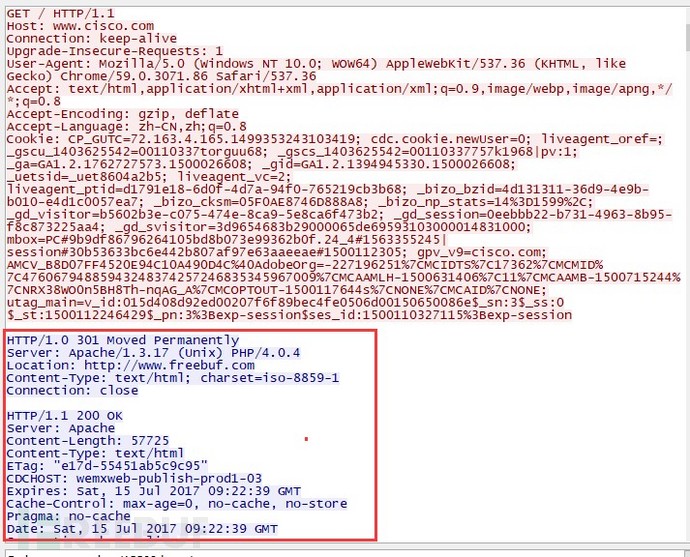 GET / HTTP/1.1
Host: www.cisco.com
Connection: keep-alive
Upgrade-Insecure-Requests: 1
User-Agent: Mozilla/5.0 (Windows NT 10.0; WOW64) AppleWebKit/537.36 (KHTML, like
Gecko) Chrome/59.0.3071.86 Safari/537.36
Accept: text/html,application/xhtml+xml,application/xml;q=0.9,image/webp,image/apng,*/
*;q=0.8
Accept-Encoding: gzip, deflate
Accept-Language: zh-CN,zh;q=0.8
Cookie: CP_GUTC=72.163.4.165.1499353243103419; cdc.cookie.newUser=0; liveagent_oref=;
_gscu_1403625542=00110337torguu68; _gscs_1403625542=00110337757k1968|pv:1;
_ga=GA1.2.1762727573.1500026608; _gid=GA1.2.1394945330.1500026608;
_uetsid=_uet8604a2b5; liveagent_vc=2;
liveagent_ptid=d1791e18-6d0f-4d7a-94f0-765219cb3b68; _bizo_bzid=4d131311-36d9-4e9b-
b010-e4d1c0057ea7; _bizo_cksm=05F0AE8746D888A8; _bizo_np_stats=14%3D1599%2C;
_gd_visitor=b5602b3e-c075-474e-8ca9-5e8ca6f473b2; _gd_session=0eebbb22-b731-4963-8b95-
f8c873225aa4; _gd_svisitor=3d9654683b29000065de69593103000014831000;
mbox=PC#9b9df86796264105bd8b073e99362b0f.24_4#1563355245|
session#30b53633bc6e442b807af97e63aaeeae#1500112305; gpv_v9=cisco.com;
AMCV_B8D07FF4520E94C10A490D4C%40AdobeOrg=-227196251%7CMCIDTS%7C17362%7CMCMID%
7C47606794885943248374257246835345967009%7CMCAAMLH-1500631406%7C11%7CMCAAMB-1500715244%
7CNRX38WO0n5BH8Th-nqAG_A%7CMCOPTOUT-1500117644s%7CNONE%7CMCAID%7CNONE;
utag_main=v_id:015d408d92ed00207f6f89bec4fe0506d00150650086e$_sn:3$_ss:0
$_st:1500112246429$_pn:3%3Bexp-session$ses_id:1500110327115%3Bexp-session
HTTP/1.0 301 Moved Permanently
Server: Apache/1.3.17 (Unix) PHP/4.0.4
Location: http://www.freebuf.com
Content-Type: text/html; charset=iso-8859-1
Connection: close
HTTP/1.1 200 OK
Server: Apache
Content-Length: 57725
Content-Type: text/html
ETag: "e17d-55451ab5c9c95"
CDCHOST: wemxweb-publish-prod1-03
Expires: Sat, 15 Jul 2017 09:22:39 GMT
Cache-Control: max-age=0, no-cache, no-store
Pragma: no-cache
Date: Sat, 15 Jul 2017 09:22:39 GMT